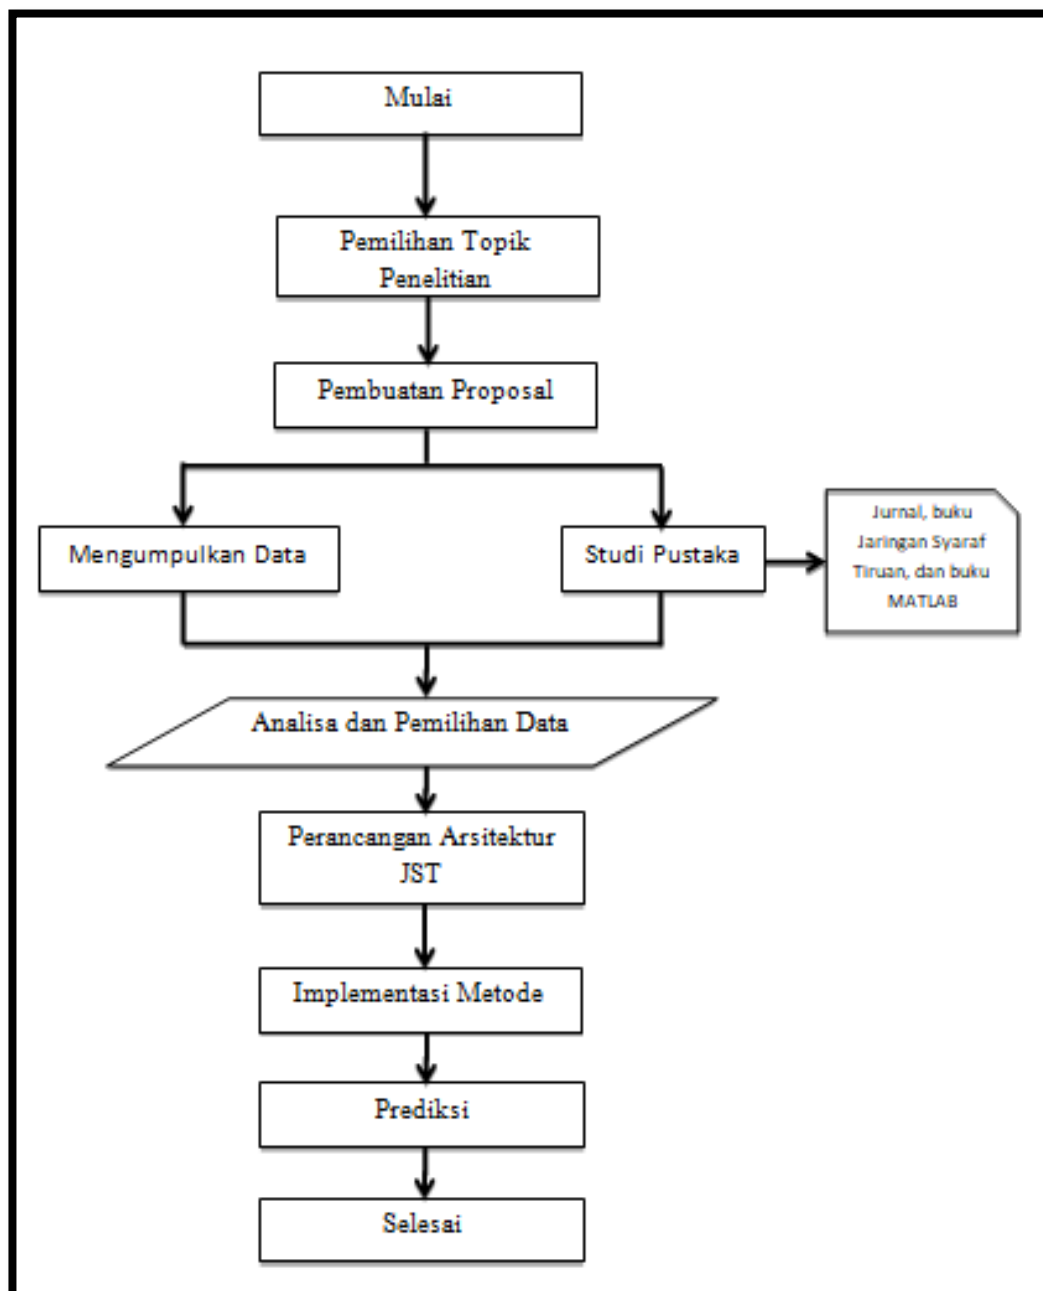 Mulai
Pemilihan Topik
Penelitian
Pembuatan Proposal
Mengumpulkan Data
Studi Pustaka
Jurnal, buku
Jaringan Syaraf
Tiruan, dan buku
MATLAB
Analisa dan Pemilihan Data
Perancangan Arsitektur
JST
Implementasi Metode
Prediksi
Selesai